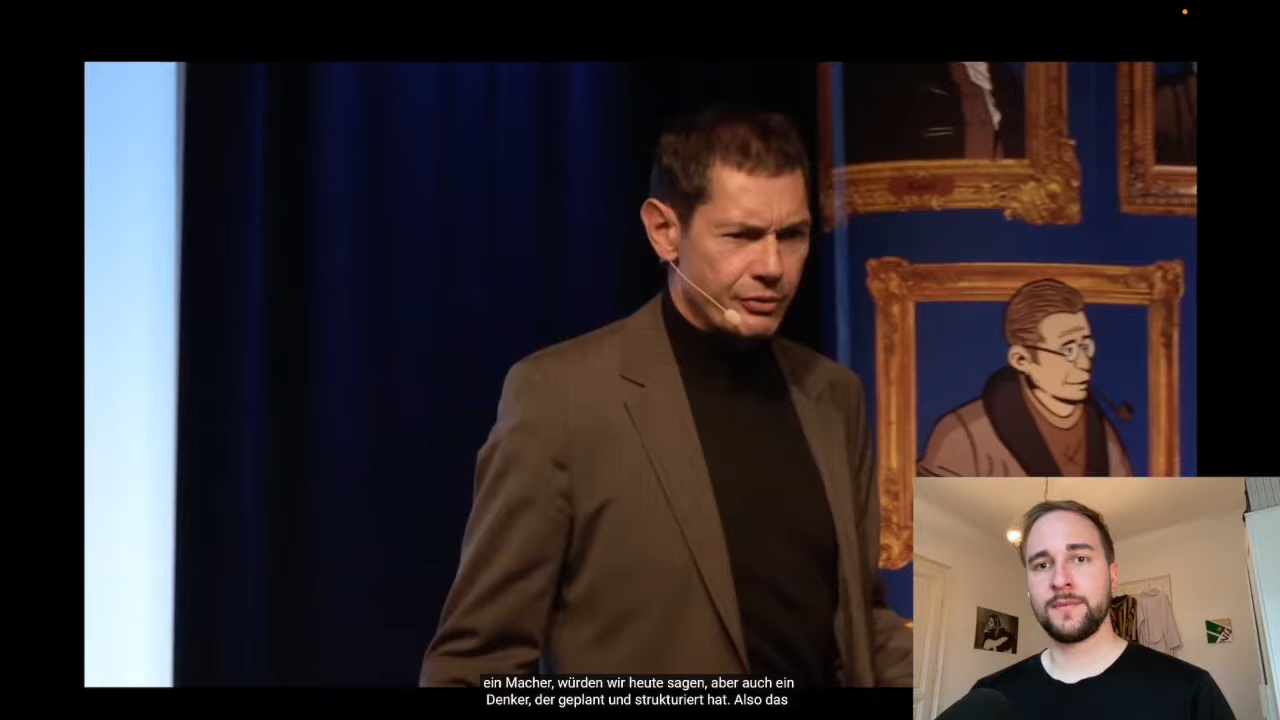 ein Macher, würden wir heute sagen, aber auch ein
Denker, der geplant und strukturiert hat. Also das